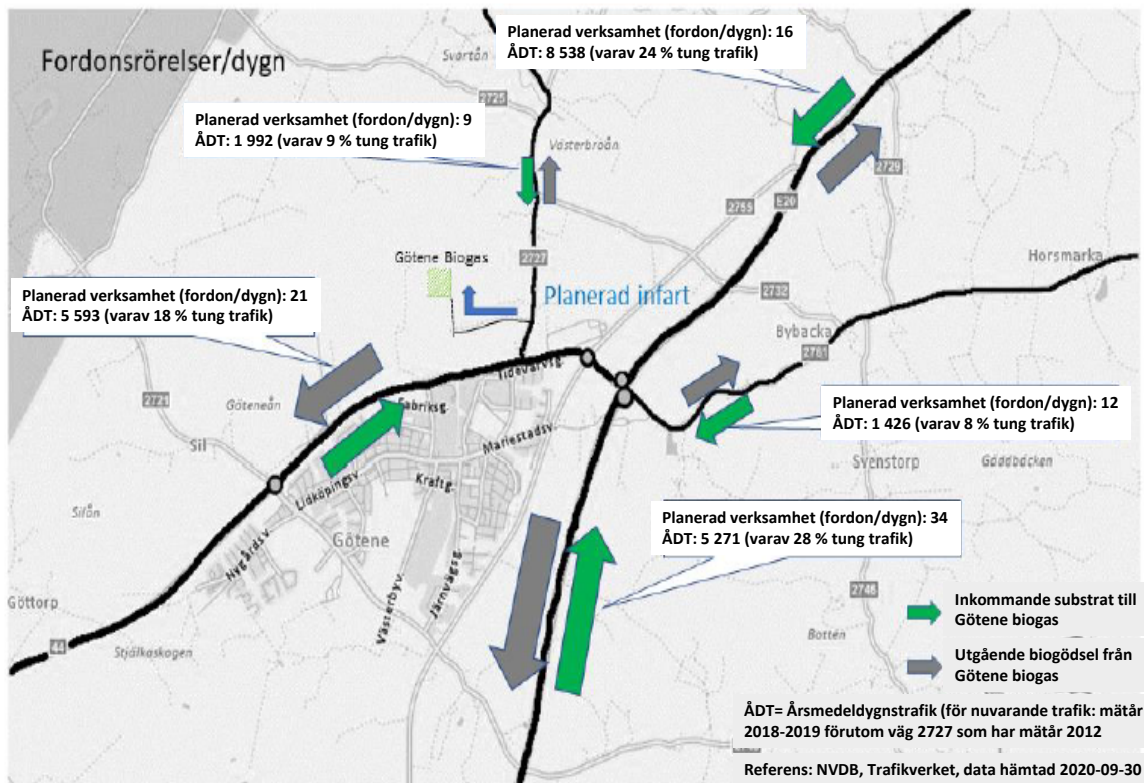 Fordonsrörelser/dygn
Planerad verksamhet (fordon/dygn): 16
ÅDT: 8 538 (varav 24 % tung trafik)
Svartån
2725
Planerad verksamhet (fordon/dygn): 9
ÅDT: 1 992 (varav 9 % tung trafik)
Västerbroån
2729
2755
E20
Götene Biogas
2727
Horsmarka
Planerad verksamhet (fordon/dygn): 21
ÅDT: 5 593 (varav 18 % tung trafik)
Planerad infart
2732
Bybacka
Tidevarvsg.
2721
Göteneån
Fabriksg.
Planerad verksamhet (fordon/dygn): 12
ÅDT: 1 426 (varav 8 % tung trafik)
Sil
Mariestadsv.
Svenstorp
Lidköpingsv.
Kraftg.
Silån
Götene
Planerad verksamhet (fordon/dygn): 34
ÅDT: 5 271 (varav 28 % tung trafik)
Nygårdsv.
Västerbyv.
Järnvägsg.
Göttorp
2746
Inkommande substrat till
Götene biogas
44
Stjälkaskogen
Botten
Utgående biogödsel från
Götene biogas
ÅDT= Årsmedeldygnstrafik (för nuvarande trafik: mätår
2018-2019 förutom väg 2727 som har mätår 2012
Referens: NVDB, Trafikverket, data hämtad 2020-09-30